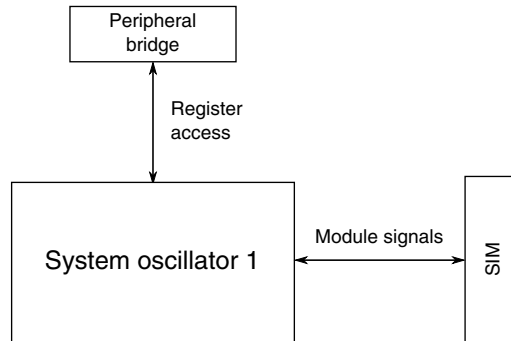 Peripheral
bridge
Register
access
System oscillator 1
Module signals
SIM